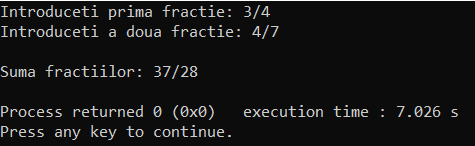 Introduceti prima fractie: 3/4
Introduceti a doua fractie: 4/7
Suma fractiilor: 37/28
Process returned 0 (0x0)   execution time : 7.026 s
Press any key to continue.